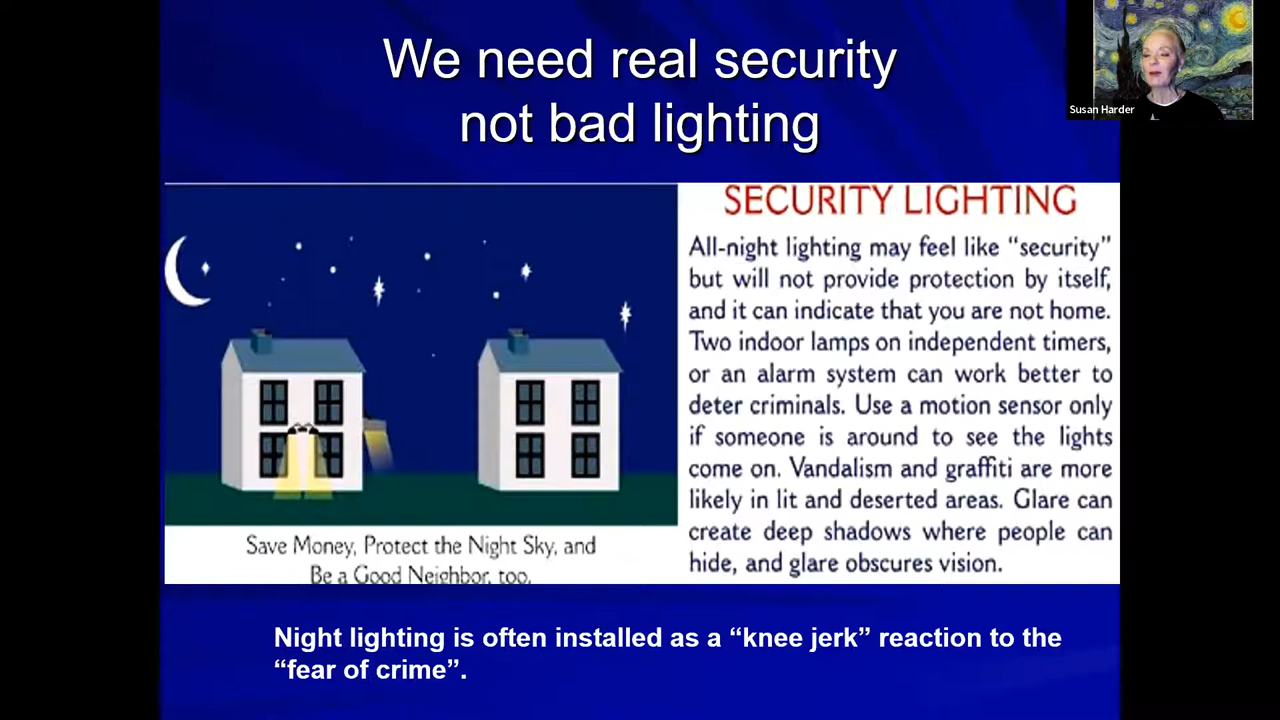 We need real security
not bad lighting
Susan Harder
SECURITY LIGHTING
All-night lighting may feel like “security”
but will not provide protection by itself,
and it can indicate that you are not home.
Two indoor lamps on independent timers,
or an alarm system can work better to
deter criminals. Use a motion sensor only
if someone is around to see the lights
come on. Vandalism and graffiti are more
likely in lit and deserted areas. Glare can
create deep shadows where people can
hide, and glare obscures vision.
Save Money, Protect the Night Sky, and
Be a Good Neighbor, too.
Night lighting is often installed as a “knee jerk” reaction to the
“fear of crime”.